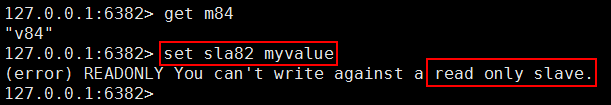 127.0.0.1:6382> get m84
"v84"
127.0.0.1:6382> set sla82 myvalue
(error) READONLY You can't write against a read only slave.
127.0.0.1:6382>